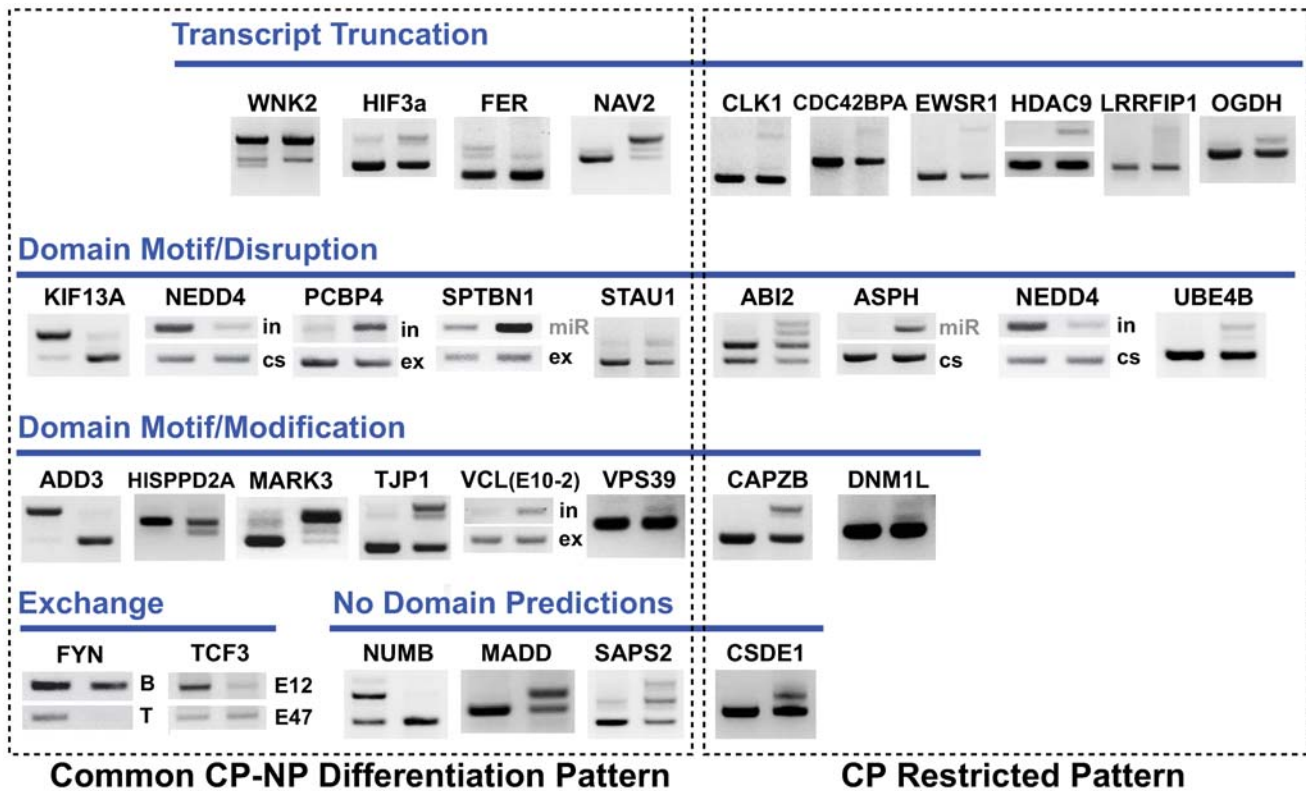 Transcript Truncation
WNK2 HIF3a FER NAV2 CLK1 CDC42BPA EWSR1 HDAC9 LRRFIP1 OGDH
Domain Motif/Disruption
KIF13A NEDD4 PCBP4 SPTBN1 STAU1 ABI2 ASPH NEDD4 UBE4B
in in miR miR in
cs ex ex cs cs
Domain Motif/Modification
ADD3 HISPPD2A MARK3 TJP1 VCL(E10-2) VPS39 CAPZB DNM1L
in
ex
Exchange No Domain Predictions
FYN TCF3 NUMB MADD SAPS2 CSDE1
B E12
T E47
Common CP-NP Differentiation Pattern CP Restricted Pattern